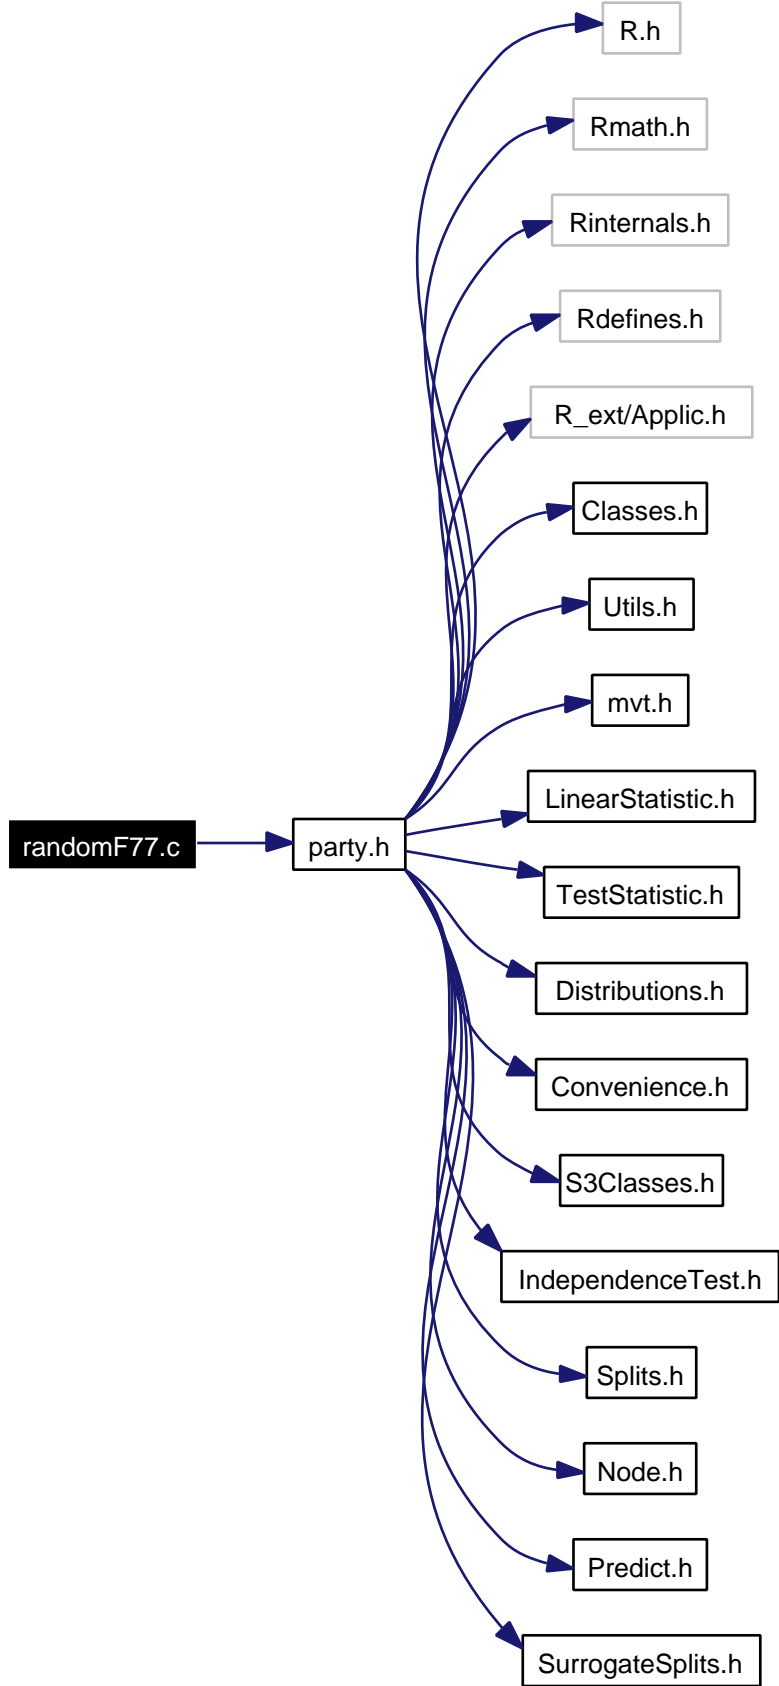 R.h
Rmath.h
Rinternals.h
Rdefines.h
R_ext/Applic.h
Classes.h
Utils.h
mvt.h
LinearStatistic.h
randomF77.c
party.h
TestStatistic.h
Distributions.h
Convenience.h
S3Classes.h
IndependenceTest.h
Splits.h
Node.h
Predict.h
SurrogateSplits.h